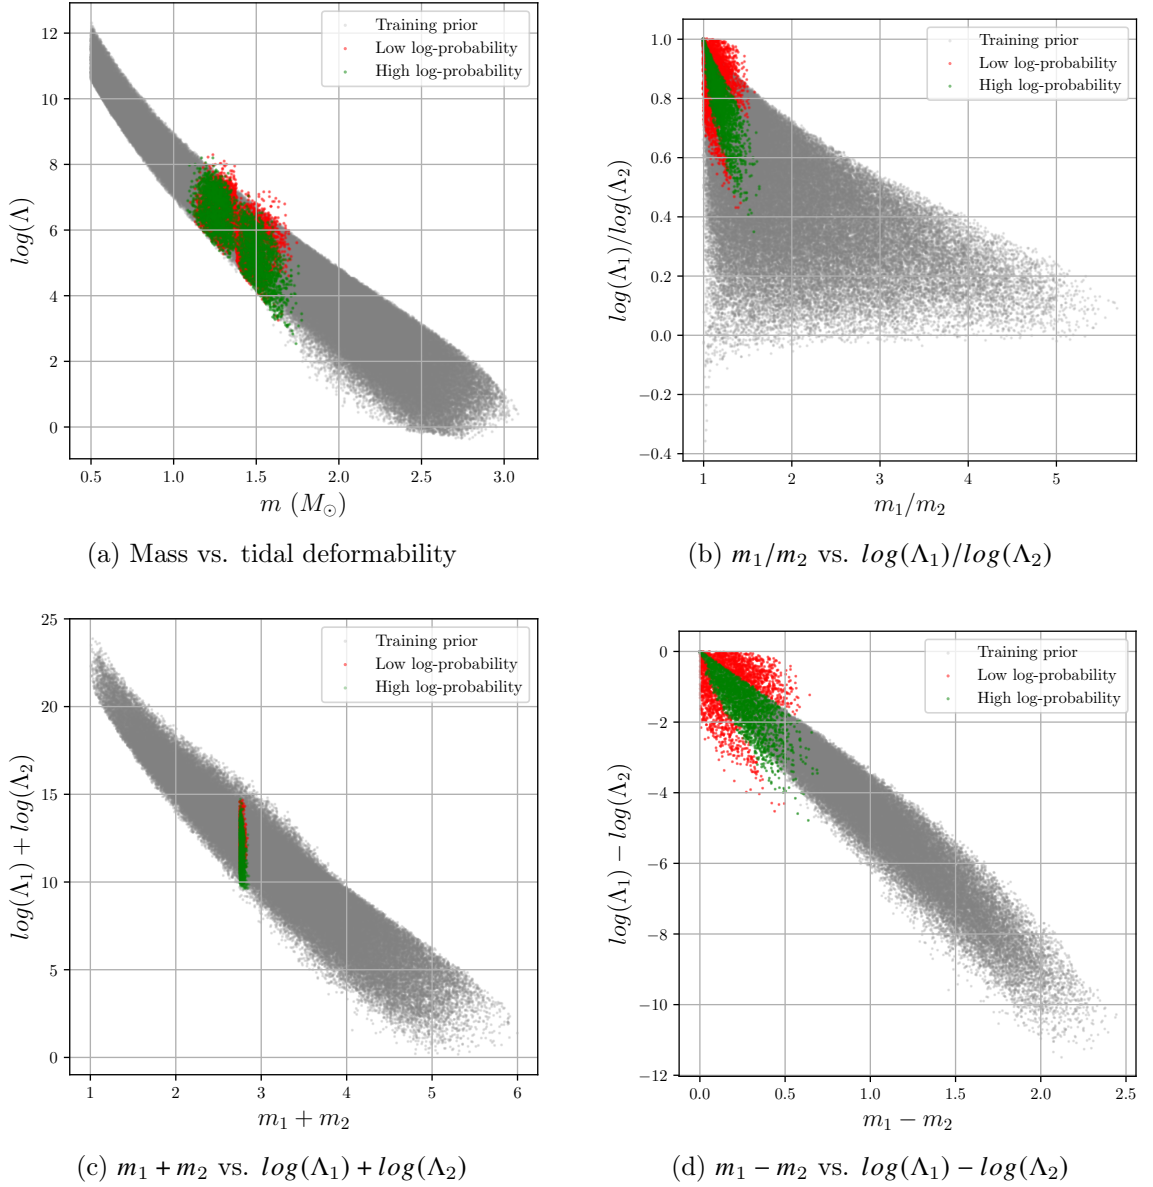 Training prior
Low log-probability
High log-probability
12
10
8
6
4
2
0
log(Λ)
0.5 1.0 1.5 2.0 2.5 3.0
m (M⊙)
(a) Mass vs. tidal deformability
Training prior
Low log-probability
High log-probability
1.0
0.8
0.6
0.4
0.2
0.0
−0.2
−0.4
log(Λ₁)/log(Λ₂)
1 2 3 4 5
m₁/m₂
(b) m₁/m₂ vs. log(Λ₁)/log(Λ₂)
Training prior
Low log-probability
High log-probability
25
20
15
10
5
0
log(Λ₁) + log(Λ₂)
1 2 3 4 5 6
m₁ + m₂
(c) m₁ + m₂ vs. log(Λ₁) + log(Λ₂)
Training prior
Low log-probability
High log-probability
0
−2
−4
−6
−8
−10
−12
log(Λ₁) − log(Λ₂)
0.0 0.5 1.0 1.5 2.0 2.5
m₁ − m₂
(d) m₁ − m₂ vs. log(Λ₁) − log(Λ₂)